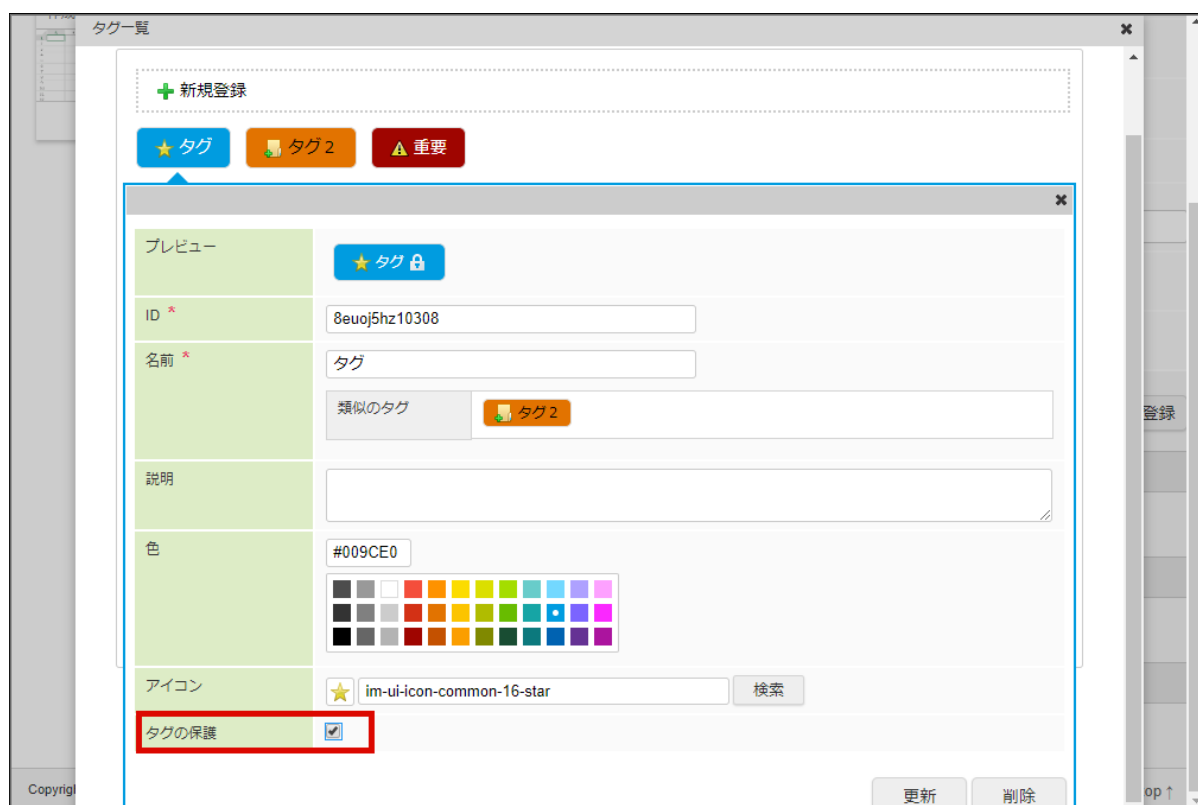 タグ一覧
新規登録
タグ タグ2 重要
プレビュー タグ
ID * 8euoj5hz10308
名前 * タグ
類似のタグ タグ2
登録
説明
色 #009CE0
アイコン im-ui-icon-common-16-star 検索
タグの保護
更新 削除
Copyrig
op ↑